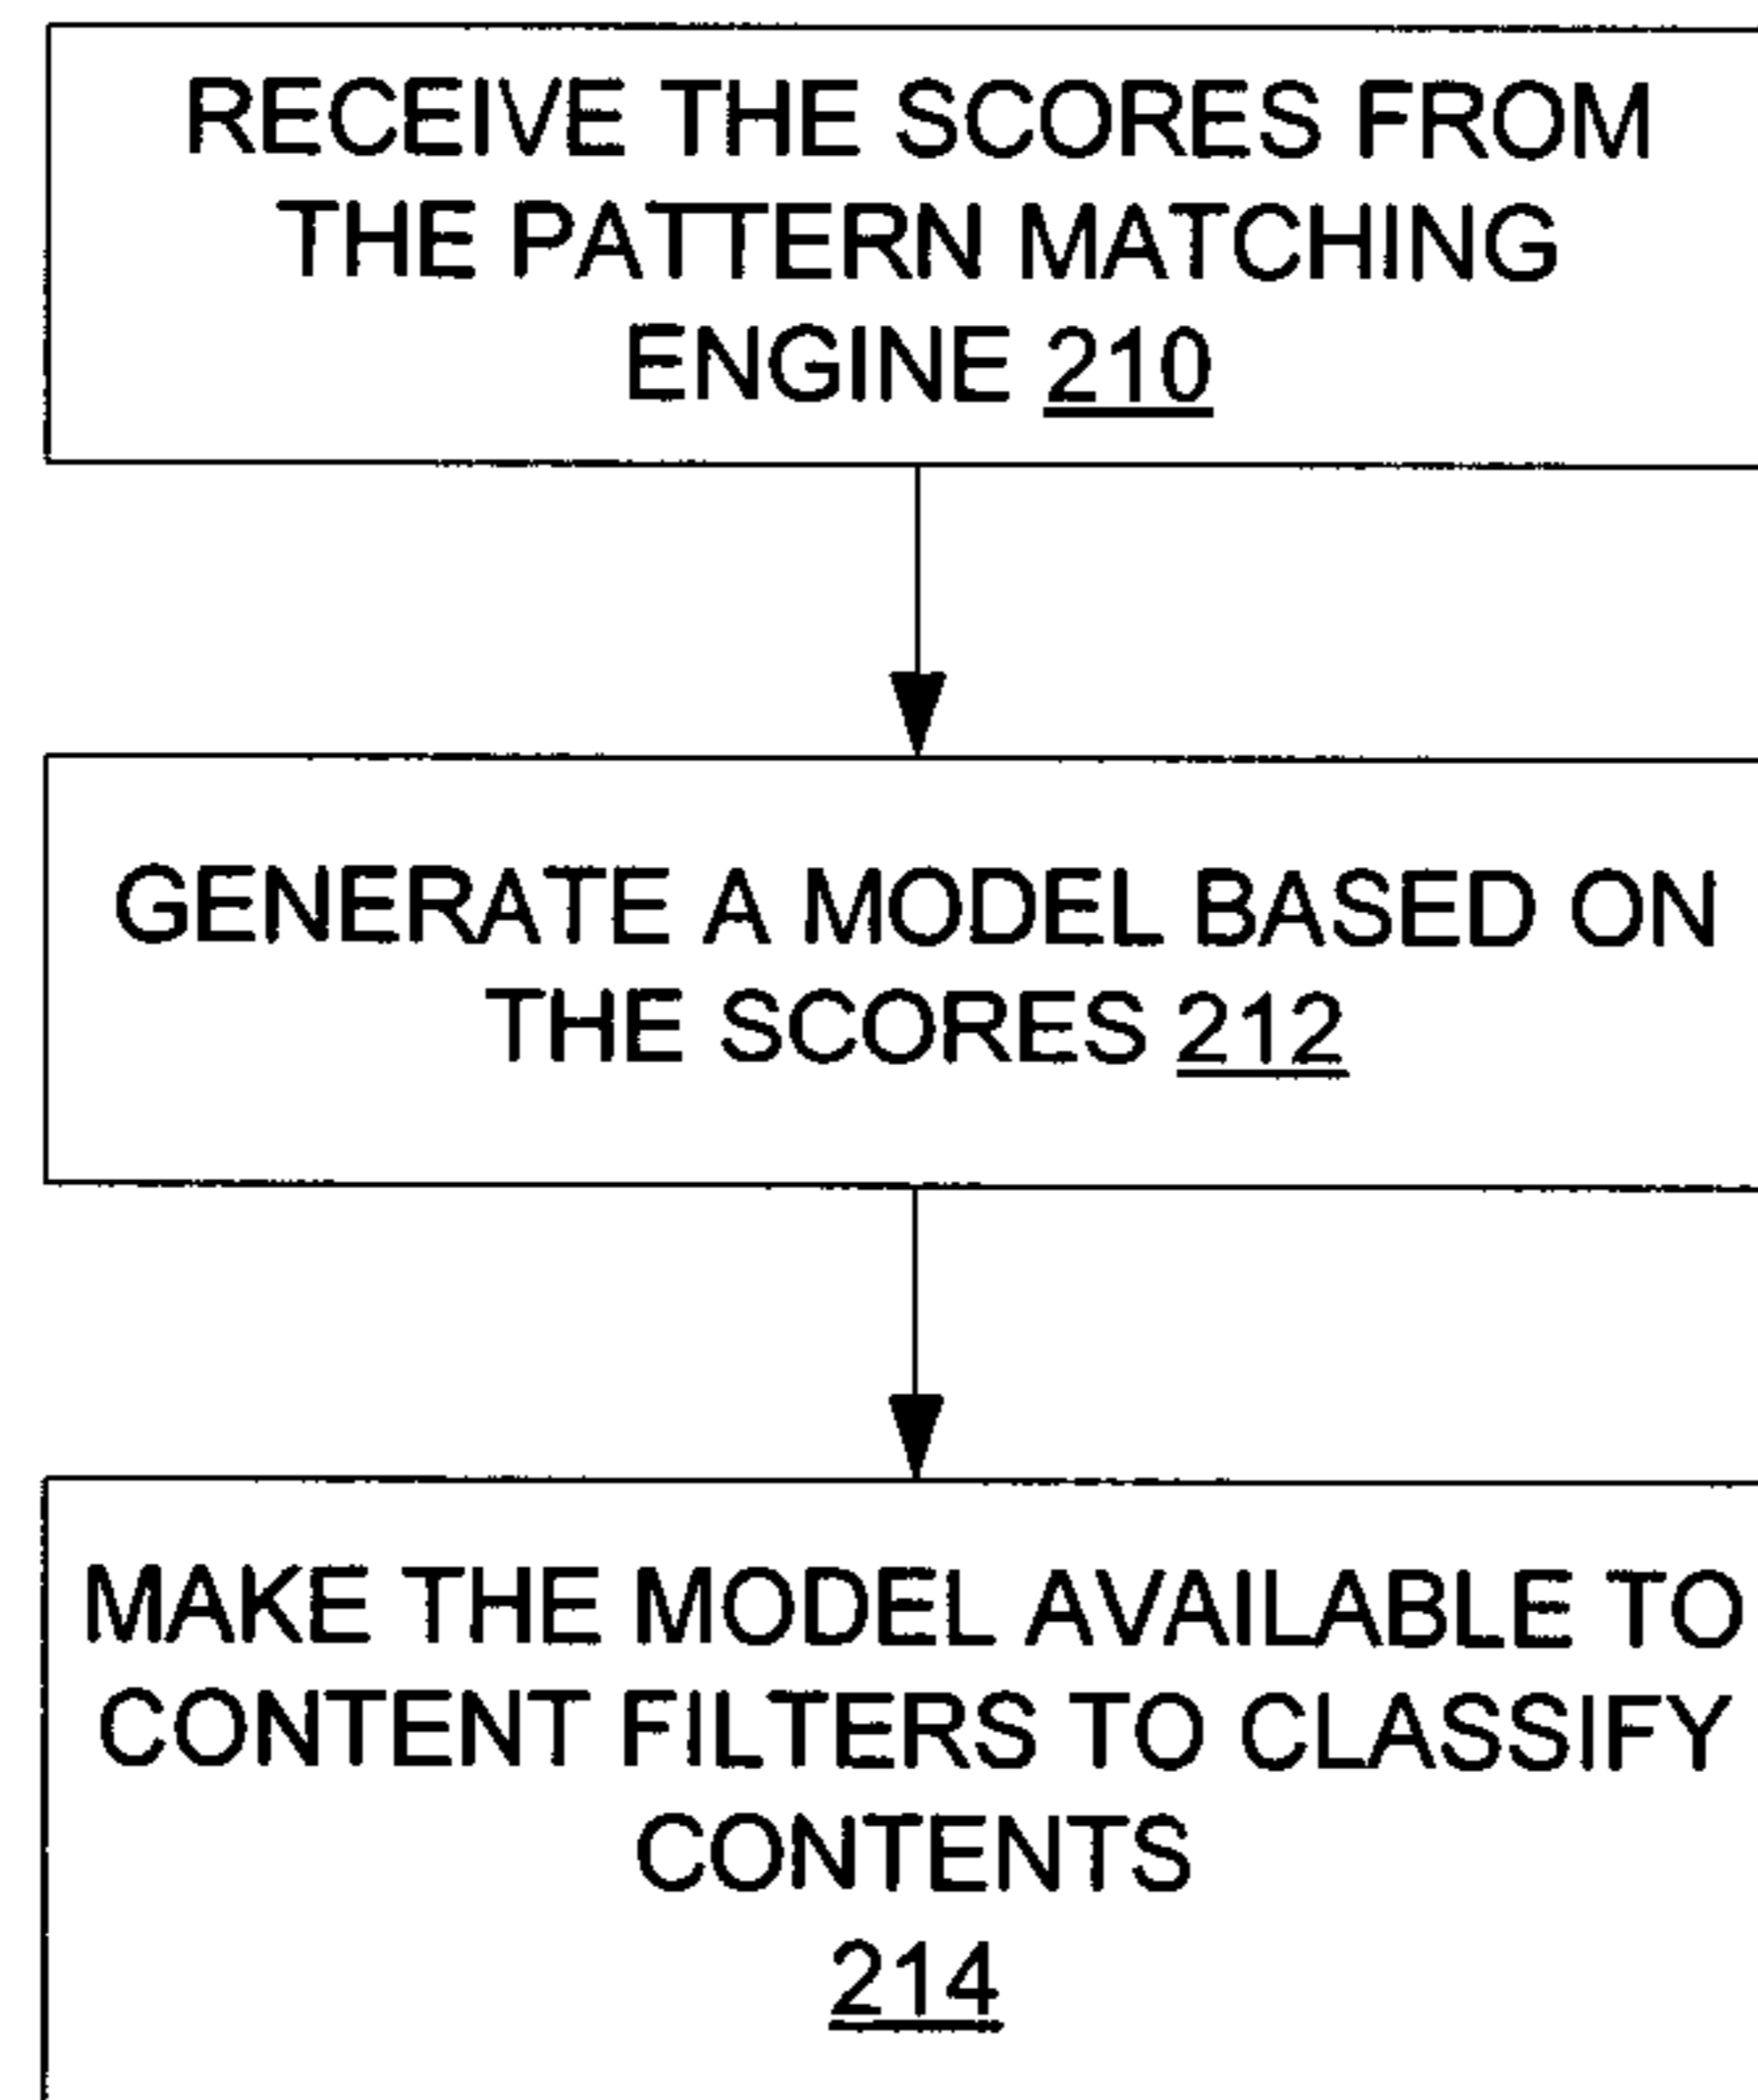 RECEIVE THE SCORES FROM
THE PATTERN MATCHING
ENGINE 210
GENERATE A MODEL BASED ON
THE SCORES 212
MAKE THE MODEL AVAILABLE TO
CONTENT FILTERS TO CLASSIFY
CONTENTS
214